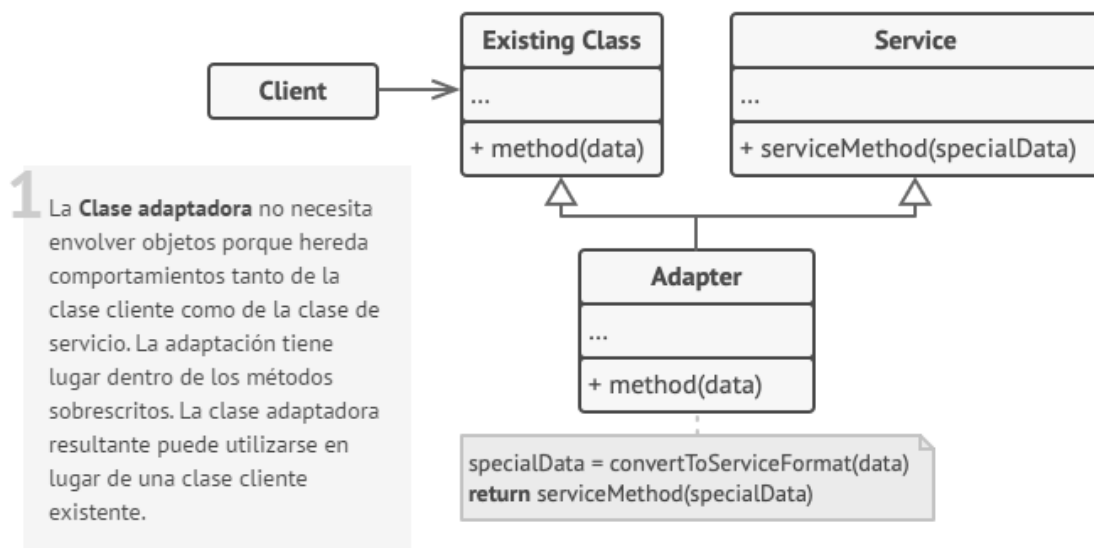 Existing Class
...
+ method(data)
Service
...
+ serviceMethod(specialData)
Client
1
La Clase adaptadora no necesita
envolver objetos porque hereda
comportamientos tanto de la
clase cliente como de la clase de
servicio. La adaptación tiene
lugar dentro de los métodos
sobrescritos. La clase adaptadora
resultante puede utilizarse en
lugar de una clase cliente
existente.
Adapter
...
+ method(data)
specialData = convertToServiceFormat(data)
return serviceMethod(specialData)